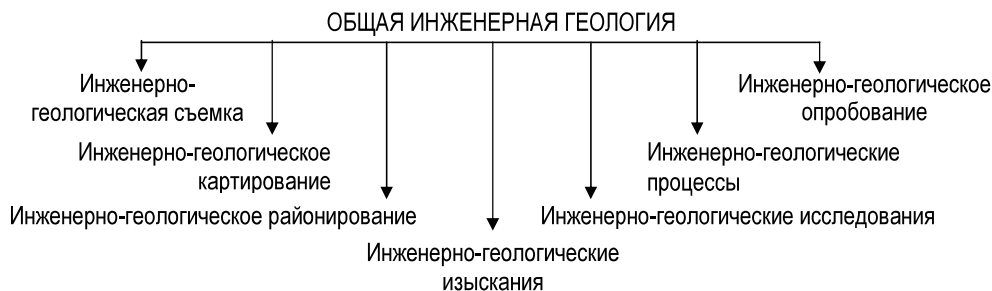 ОБЩАЯ ИНЖЕНЕРНАЯ ГЕОЛОГИЯ
Инженерно-
геологическая съемка
Инженерно-геологическое
опробование
Инженерно-геологическое
картирование
Инженерно-геологические
процессы
Инженерно-геологическое районирование
Инженерно-геологические исследования
Инженерно-геологические
изыскания